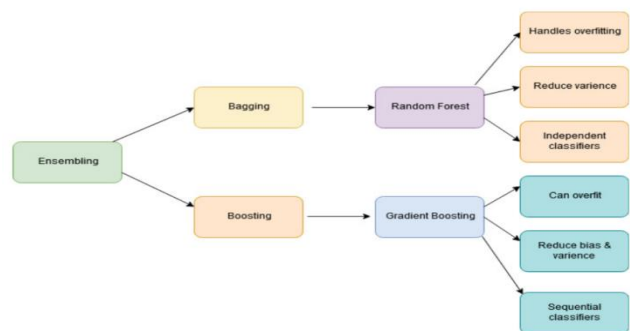 Handles overfitting
Bagging
Random Forest
Reduce varience
Ensembling
Independent
classifiers
Boosting
Gradient Boosting
Can overfit
Reduce bias &
varience
Sequential
classifiers